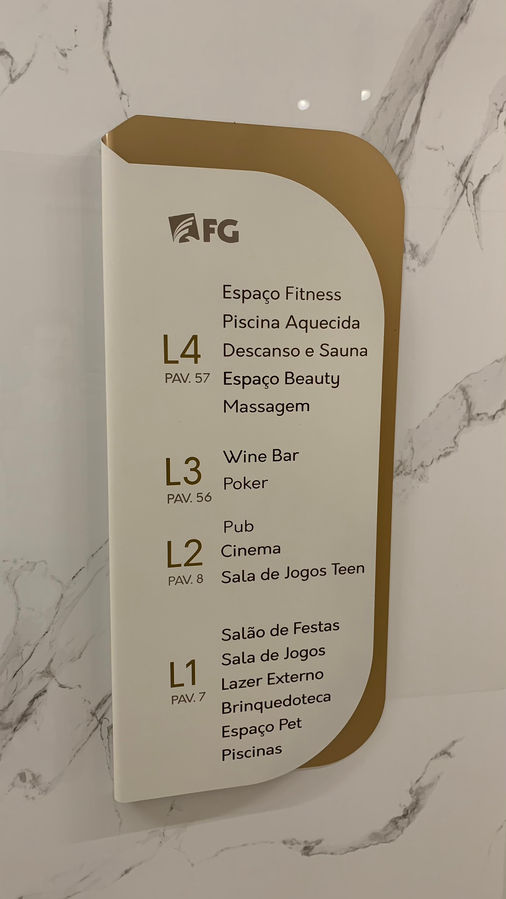 FG
L4
PAV. 57
Espaço Fitness
Piscina Aquecida
Descanso e Sauna
Espaço Beauty
Massagem
L3
PAV. 56
Wine Bar
Poker
L2
PAV. 8
Pub
Cinema
Sala de Jogos Teen
L1
PAV. 7
Salão de Festas
Sala de Jogos
Lazer Externo
Brinquedoteca
Espaço Pet
Piscinas